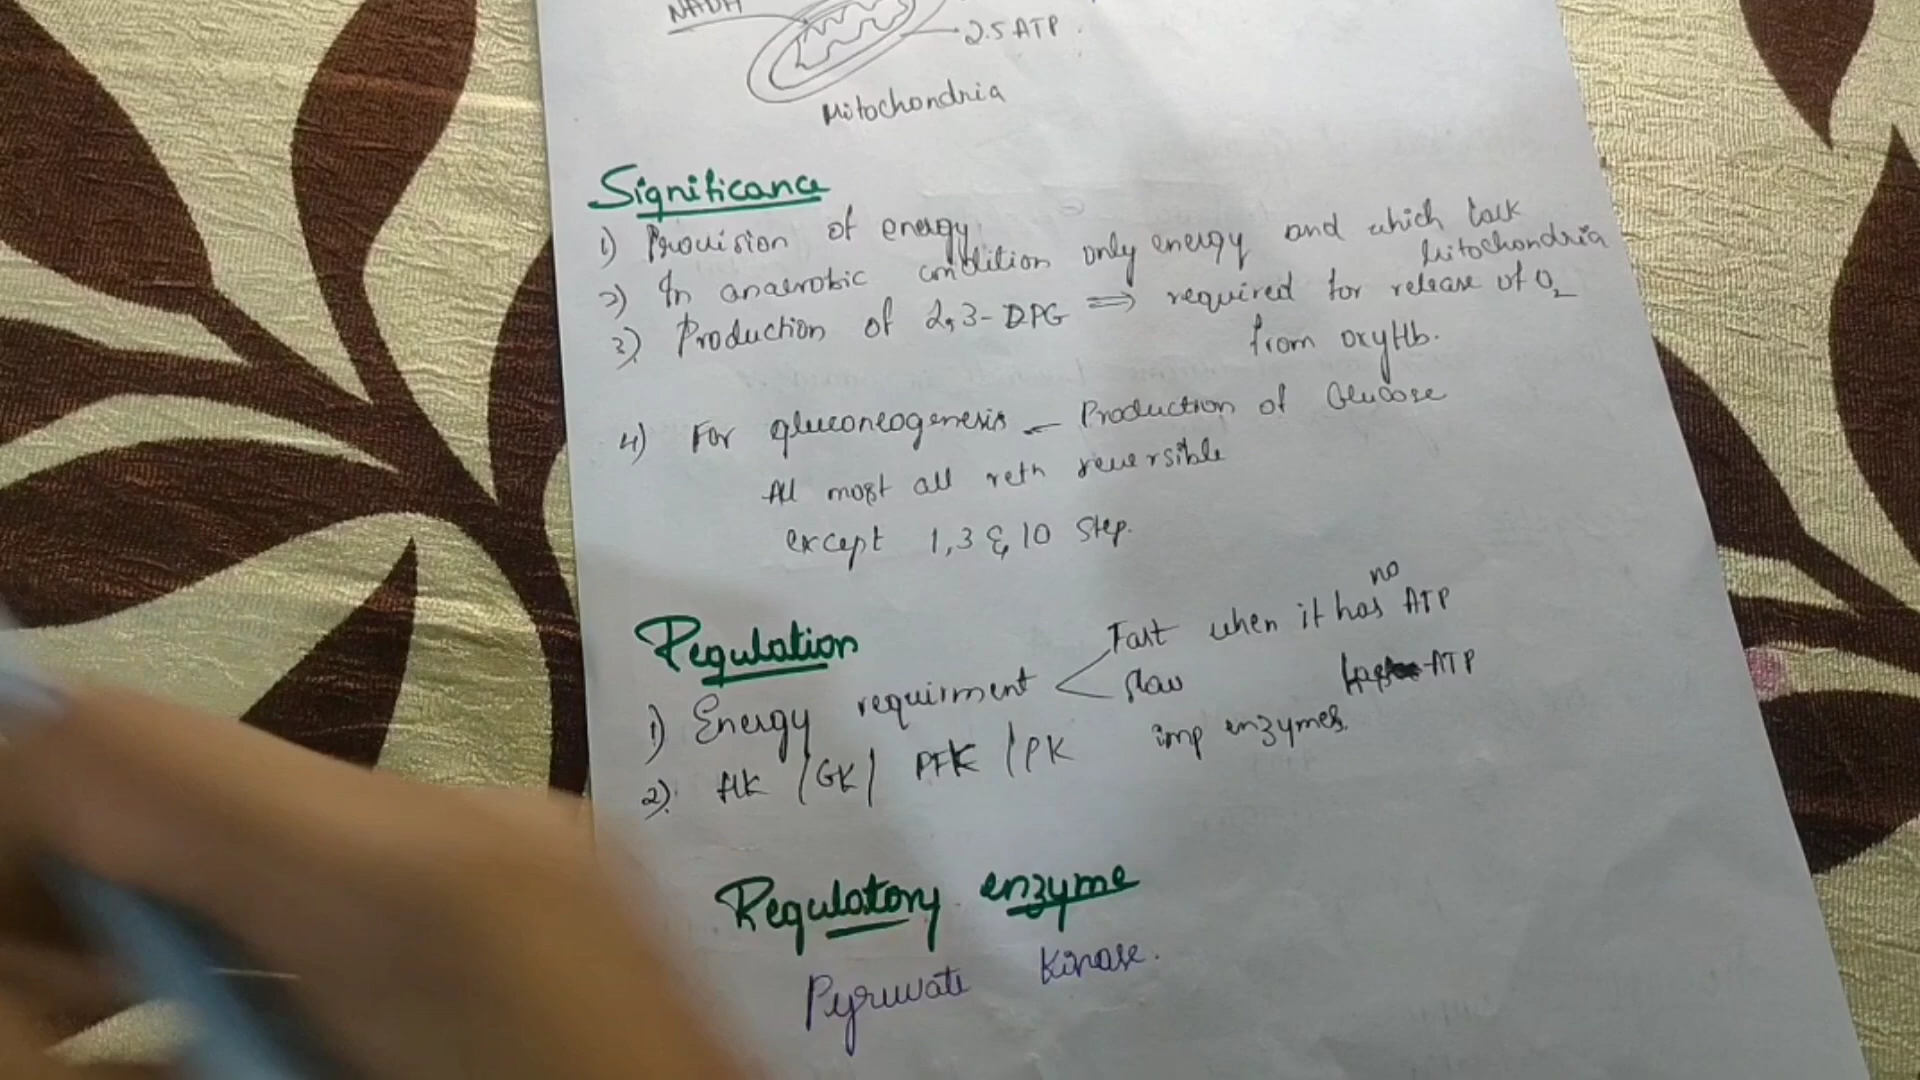 NADH
2.5 ATP.
Mitochondria
Significance
1) Provision of energy
2) In anaerobic condition only energy and which lack
Mitochondria
3) Production of 2,3-DPG ⇒ required for release of O2
from oxyHb.
4) For gluconeogenesis - Production of Glucose
All most all rctn reversible
except 1,3 & 10 step.
Regulation
no
1) Energy requirment < Fast when it has ATP
slow ATP
2) HK /GK/ PFK /PK imp enzymes.
Regulatory enzyme
Pyruvate Kinase.